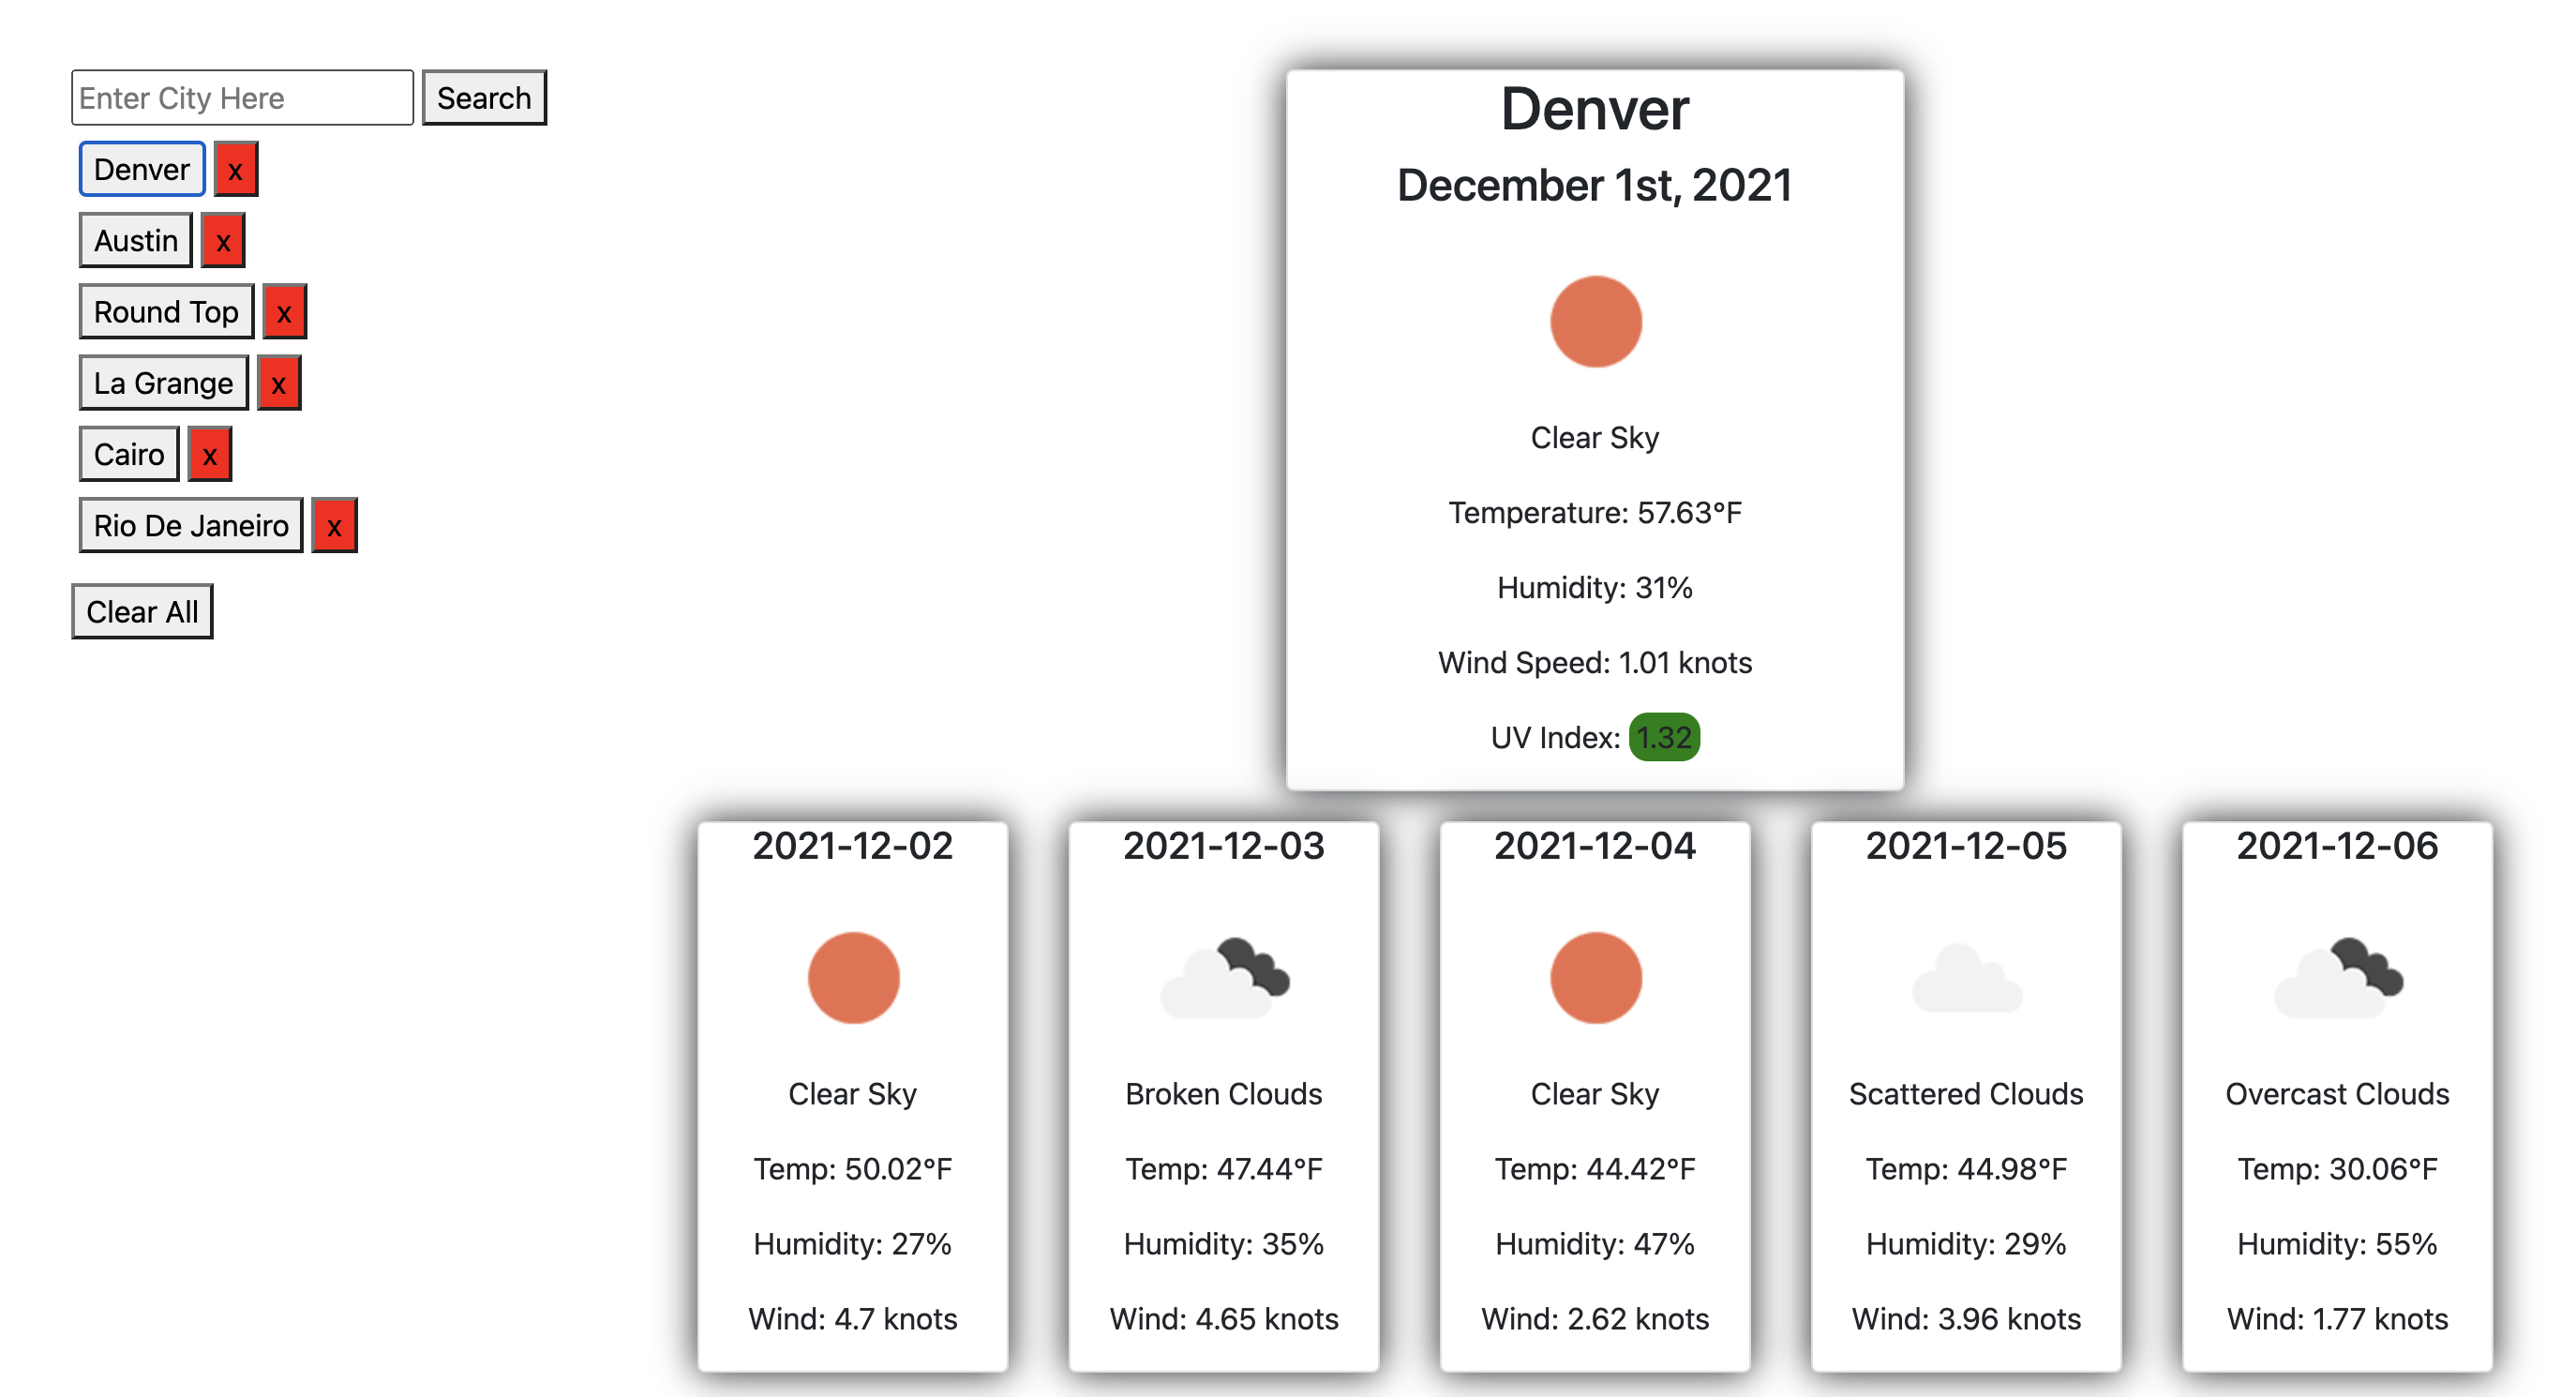 Enter City Here Search
Denver x
Austin x
Round Top x
La Grange x
Cairo x
Rio De Janeiro x
Clear All
Denver
December 1st, 2021
Clear Sky
Temperature: 57.63°F
Humidity: 31%
Wind Speed: 1.01 knots
UV Index: 1.32
2021-12-02
Clear Sky
Temp: 50.02°F
Humidity: 27%
Wind: 4.7 knots
2021-12-03
Broken Clouds
Temp: 47.44°F
Humidity: 35%
Wind: 4.65 knots
2021-12-04
Clear Sky
Temp: 44.42°F
Humidity: 47%
Wind: 2.62 knots
2021-12-05
Scattered Clouds
Temp: 44.98°F
Humidity: 29%
Wind: 3.96 knots
2021-12-06
Overcast Clouds
Temp: 30.06°F
Humidity: 55%
Wind: 1.77 knots